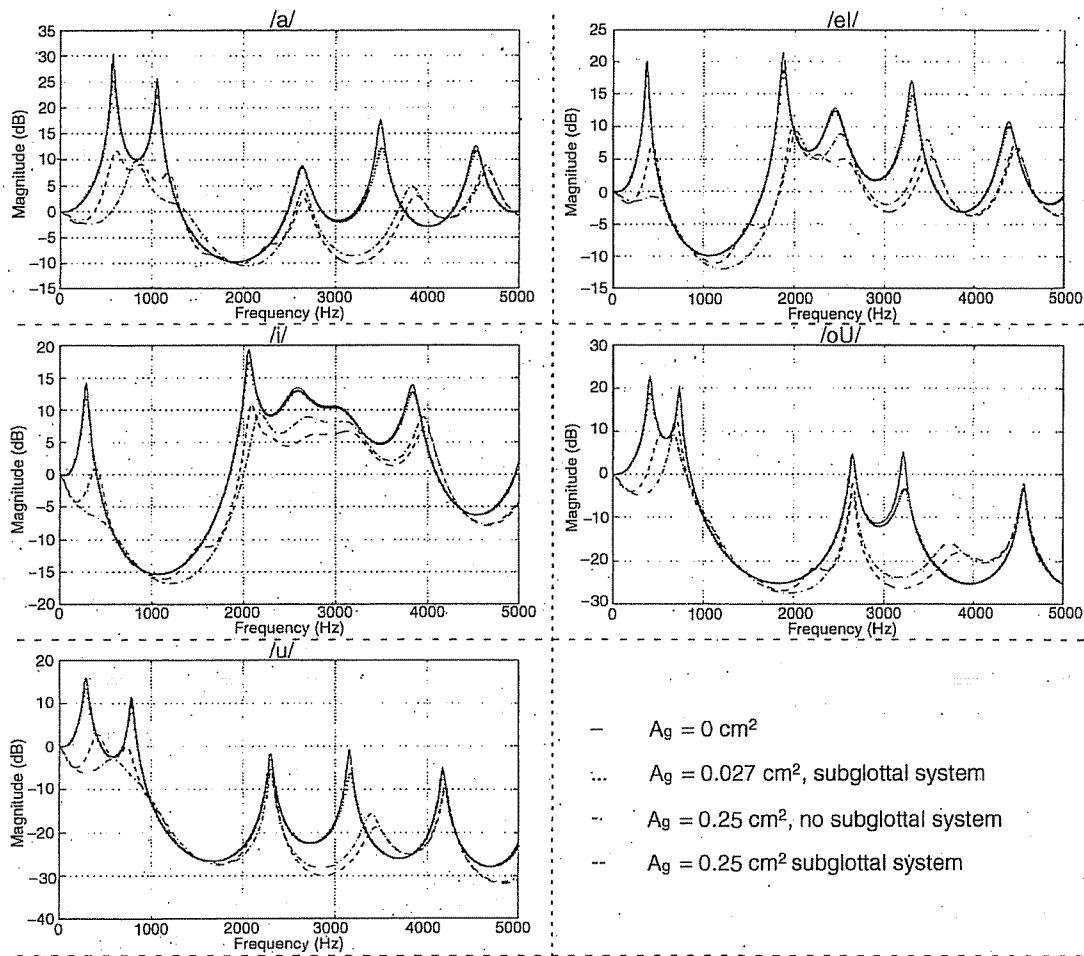 /a/
Magnitude (dB)
35
30
25
20
15
10
5
0
−5
−10
−15
0 1000 2000 3000 4000 5000
Frequency (Hz)
/eI/
Magnitude (dB)
25
20
15
10
5
0
−5
−10
−15
0 1000 2000 3000 4000 5000
Frequency (Hz)
/i/
Magnitude (dB)
20
15
10
5
0
−5
−10
−15
−20
0 1000 2000 3000 4000 5000
Frequency (Hz)
/oU/
Magnitude (dB)
30
20
10
0
−10
−20
−30
0 1000 2000 3000 4000 5000
Frequency (Hz)
/u/
Magnitude (dB)
20
10
0
−10
−20
−30
−40
0 1000 2000 3000 4000 5000
Frequency (Hz)
Ag = 0 cm²
Ag = 0.027 cm², subglottal system
Ag = 0.25 cm², no subglottal system
Ag = 0.25 cm² subglottal system